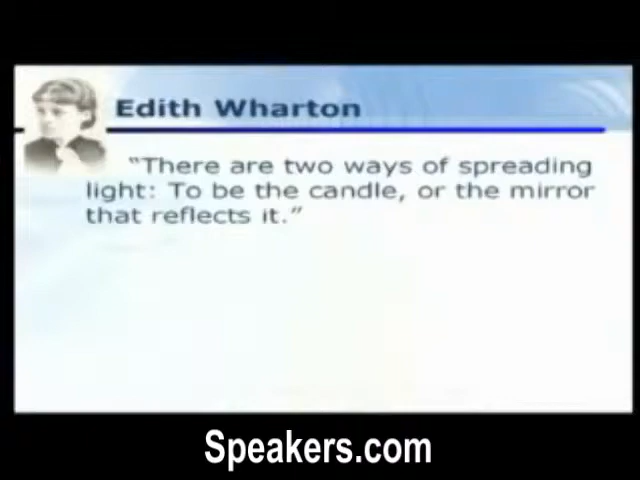 Edith Wharton
“There are two ways of spreading
light: To be the candle, or the mirror
that reflects it.”
Speakers.com